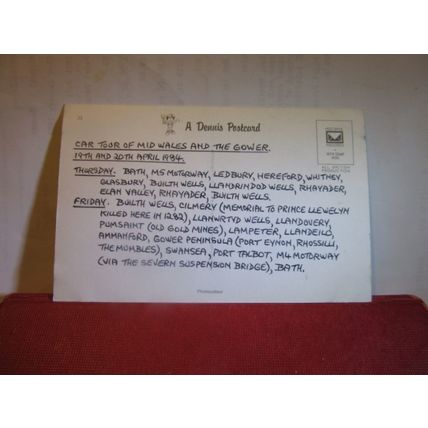 A Dennis Postcard
CAR TOUR OF MID WALES AND THE GOWER.
19TH AND 20TH APRIL 1984.
THURSDAY. BATH, M5 MOTORWAY, LEDBURY, HEREFORD, WHITNEY,
GLASBURY, BUILTH WELLS, LLANDRINDOD WELLS, RHAYADER,
ELAN VALLEY, RHAYADER, BUILTH WELLS.
FRIDAY. BUILTH WELLS, CILMERY (MEMORIAL TO PRINCE LLEWELYN
KILLED HERE IN 1282), LLANWRTYD WELLS, LLANDOVERY,
PUMSAINT (OLD GOLD MINES), LAMPETER, LLANDEILO,
AMMANFORD, GOWER PENINSULA (PORT EYNON, RHOSSILLI,
THE MUMBLES), SWANSEA, PORT TALBOT, M4 MOTORWAY
(VIA THE SEVERN SUSPENSION BRIDGE), BATH.